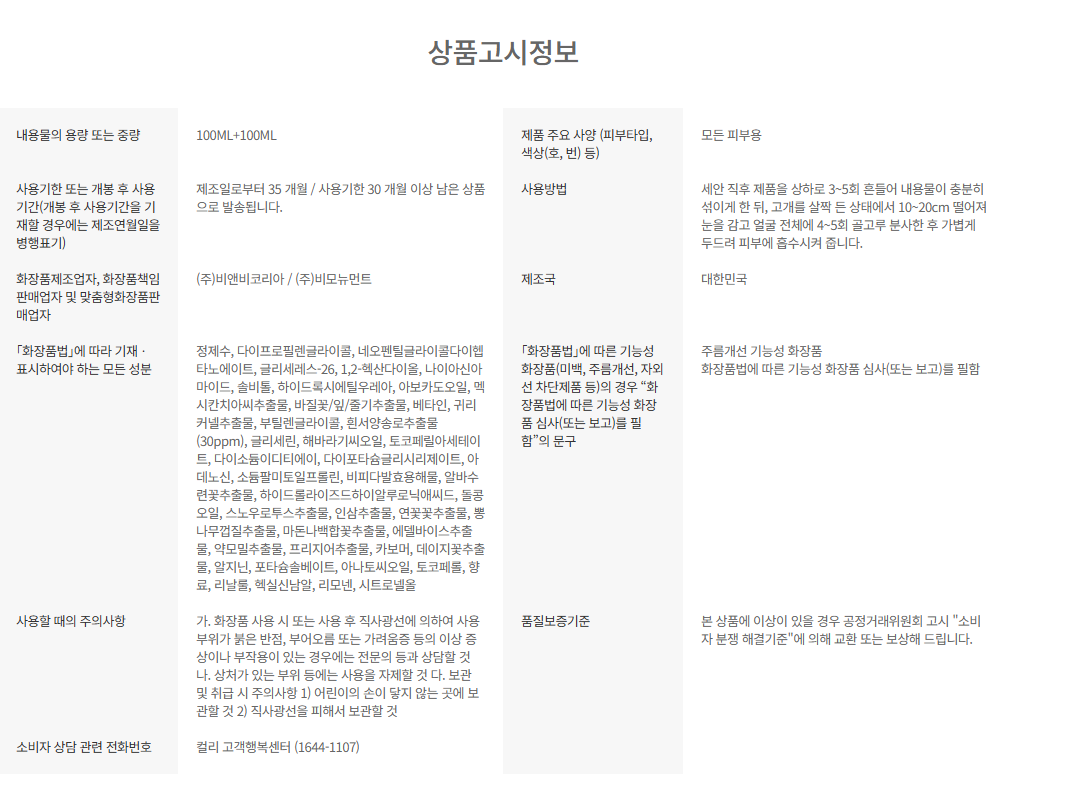 상품고시정보
내용물의 용량 또는 중량
100ML+100ML
제품 주요 사양 (피부타입,
색상(호, 번) 등)
모든 피부용
사용기한 또는 개봉 후 사용
기간(개봉 후 사용기간을 기
재할 경우에는 제조연월일을
병행표기)
제조일로부터 35 개월 / 사용기한 30 개월 이상 남은 상품
으로 발송됩니다.
사용방법
세안 직후 제품을 상하로 3~5회 흔들어 내용물이 충분히
섞이게 한 뒤, 고개를 살짝 든 상태에서 10~20cm 떨어져
눈을 감고 얼굴 전체에 4~5회 골고루 분사한 후 가볍게
두드려 피부에 흡수시켜 줍니다.
화장품제조업자, 화장품책임
판매업자 및 맞춤형화장품판
매업자
(주)비앤비코리아 / (주)비모뉴먼트
제조국
대한민국
「화장품법」에 따라 기재 ·
표시하여야 하는 모든 성분
정제수, 다이프로필렌글라이콜, 네오펜틸글라이콜다이헵
타노에이트, 글리세레스-26, 1,2-헥산다이올, 나이아신아
마이드, 솔비톨, 하이드록시에틸우레아, 아보카도오일, 멕
시칸치아씨추출물, 바질꽃/잎/줄기추출물, 베타인, 귀리
커넬추출물, 부틸렌글라이콜, 흰서양송로추출물
(30ppm), 글리세린, 해바라기씨오일, 토코페릴아세테이
트, 다이소듐이디티에이, 다이포타슘글리시리제이트, 아
데노신, 소듐팔미토일프롤린, 비피다발효용해물, 알바수
련꽃추출물, 하이드롤라이즈드하이알루로닉애씨드, 돌콩
오일, 스노우로투스추출물, 인삼추출물, 연꽃꽃추출물, 뽕
나무껍질추출물, 마돈나백합꽃추출물, 에델바이스추출
물, 약모밀추출물, 프리지어추출물, 카보머, 데이지꽃추출
물, 알지닌, 포타슘솔베이트, 아나토씨오일, 토코페롤, 향
료, 리날룰, 헥실신남알, 리모넨, 시트로넬올
「화장품법」에 따른 기능성
화장품(미백, 주름개선, 자외
선 차단제품 등)의 경우 “화
장품법에 따른 기능성 화장
품 심사(또는 보고)를 필
함”의 문구
주름개선 기능성 화장품
화장품법에 따른 기능성 화장품 심사(또는 보고)를 필함
사용할 때의 주의사항
가. 화장품 사용 시 또는 사용 후 직사광선에 의하여 사용
부위가 붉은 반점, 부어오름 또는 가려움증 등의 이상 증
상이나 부작용이 있는 경우에는 전문의 등과 상담할 것
나. 상처가 있는 부위 등에는 사용을 자제할 것 다. 보관
및 취급 시 주의사항 1) 어린이의 손이 닿지 않는 곳에 보
관할 것 2) 직사광선을 피해서 보관할 것
품질보증기준
본 상품에 이상이 있을 경우 공정거래위원회 고시 "소비
자 분쟁 해결기준"에 의해 교환 또는 보상해 드립니다.
소비자 상담 관련 전화번호
컬리 고객행복센터 (1644-1107)